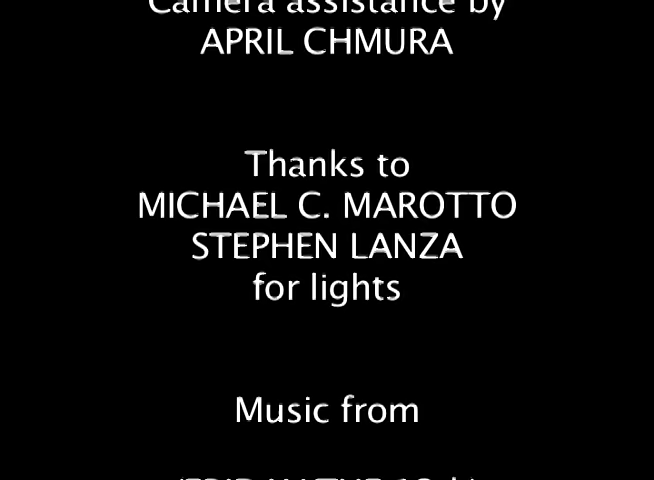 Camera assistance by
APRIL CHMURA
Thanks to
MICHAEL C. MAROTTO
STEPHEN LANZA
for lights
Music from